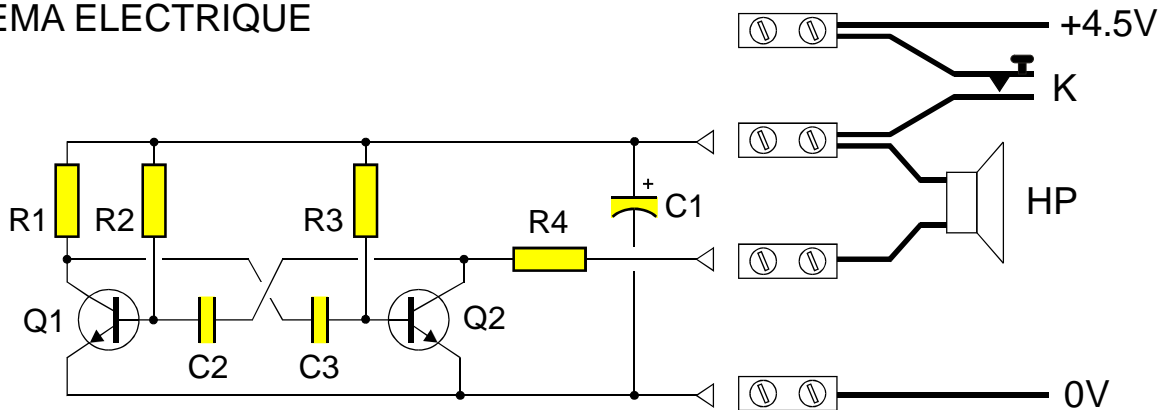 EMA ELECTRIQUE
+4.5V
K
HP
R1
R2
R3
R4
+
C1
Q1
C2
C3
Q2
0V